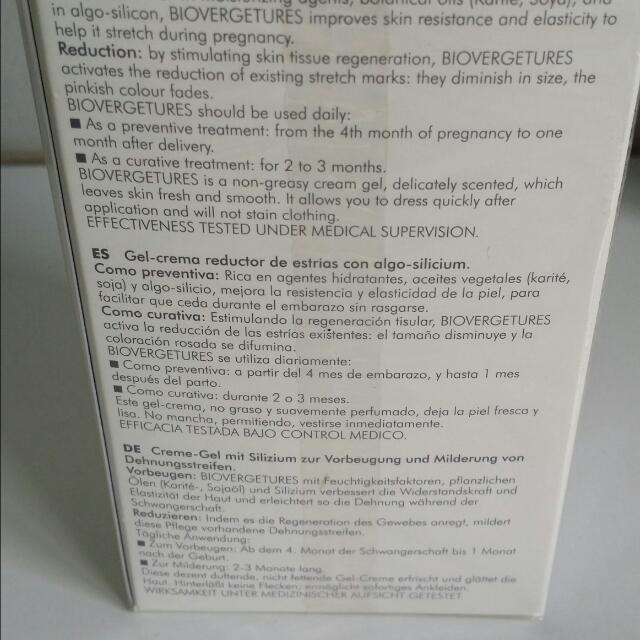 moisturizing agents, botanical oils (Karité, Soya), and
in algo-silicon, BIOVERGETURES improves skin resistance and elasticity to
help it stretch during pregnancy.
Reduction: by stimulating skin tissue regeneration, BIOVERGETURES
activates the reduction of existing stretch marks: they diminish in size, the
pinkish colour fades.
BIOVERGETURES should be used daily:
■ As a preventive treatment: from the 4th month of pregnancy to one
month after delivery.
■ As a curative treatment: for 2 to 3 months.
BIOVERGETURES is a non-greasy cream gel, delicately scented, which
leaves skin fresh and smooth. It allows you to dress quickly after
application and will not stain clothing.
EFFECTIVENESS TESTED UNDER MEDICAL SUPERVISION.
ES Gel-crema reductor de estrías con algo-silicium.
Como preventiva: Rica en agentes hidratantes, aceites vegetales (karité,
soja) y algo-silicio, mejora la resistencia y elasticidad de la piel, para
facilitar que ceda durante el embarazo sin rasgarse.
Como curativa: Estimulando la regeneración tisular, BIOVERGETURES
activa la reducción de las estrías existentes: el tamaño disminuye y la
coloración rosada se difumina.
BIOVERGETURES se utiliza diariamente:
■ Como preventiva: a partir del 4 mes de embarazo, y hasta 1 mes
después del parto.
■ Como curativa: durante 2 o 3 meses.
Este gel-crema, no graso y suavemente perfumado, deja la piel fresca y
lisa. No mancha, permitiendo, vestirse inmediatamente.
EFFICACIA TESTADA BAJO CONTROL MEDICO.
DE Creme-Gel mit Silizium zur Vorbeugung und Milderung von
Dehnungsstreifen.
Vorbeugen: BIOVERGETURES mit Feuchtigkeitsfaktoren, pflanzlichen
Ölen (Karité-, Sojaöl) und Silizium verbessert die Widerstandskraft und
Elastizität der Haut und erleichtert so die Dehnung während der
Schwangerschaft.
Reduzieren: Indem es die Regeneration des Gewebes anregt, mildert
diese Pflege vorhandene Dehnungsstreifen.
Tägliche Anwendung:
■ Zum Vorbeugen: Ab dem 4. Monat der Schwangerschaft bis 1 Monat
nach der Geburt.
■ Zur Milderung: 2-3 Monate lang.
Diese dezent duftende, nicht fettende Gel-Creme erfrischt und glättet die
Haut. Hinterläßt keine Flecken, ermöglicht sofortiges Ankleiden.
WIRKSAMKEIT UNTER MEDIZINISCHER AUFSICHT GETESTET.